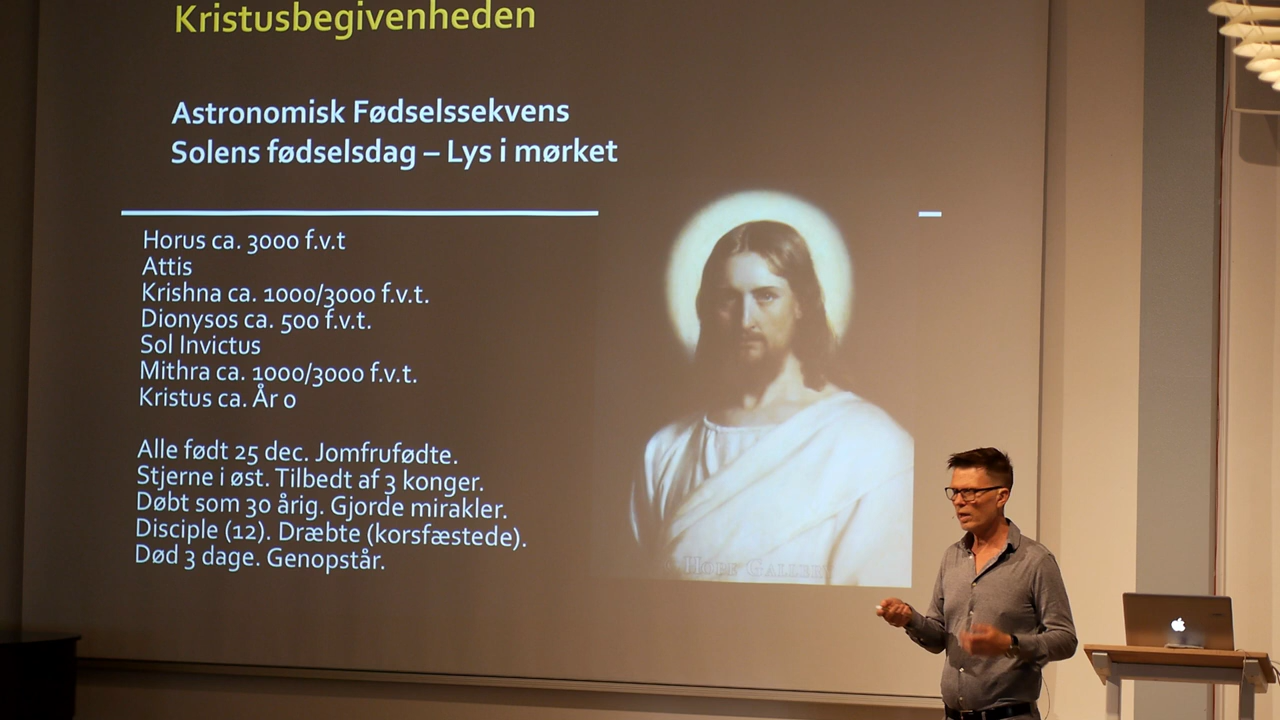 Kristusbegivenheden
Astronomisk Fødselssekvens
Solens fødselsdag – Lys i mørket
Horus ca. 3000 f.v.t
Attis
Krishna ca. 1000/3000 f.v.t.
Dionysos ca. 500 f.v.t.
Sol Invictus
Mithra ca. 1000/3000 f.v.t.
Kristus ca. År 0
Alle født 25 dec. Jomfrufødte.
Stjerne i øst. Tilbedt af 3 konger.
Døbt som 30 årig. Gjorde mirakler.
Disciple (12). Dræbte (korsfæstede).
Død 3 dage. Genopstår.
Hope Gallery